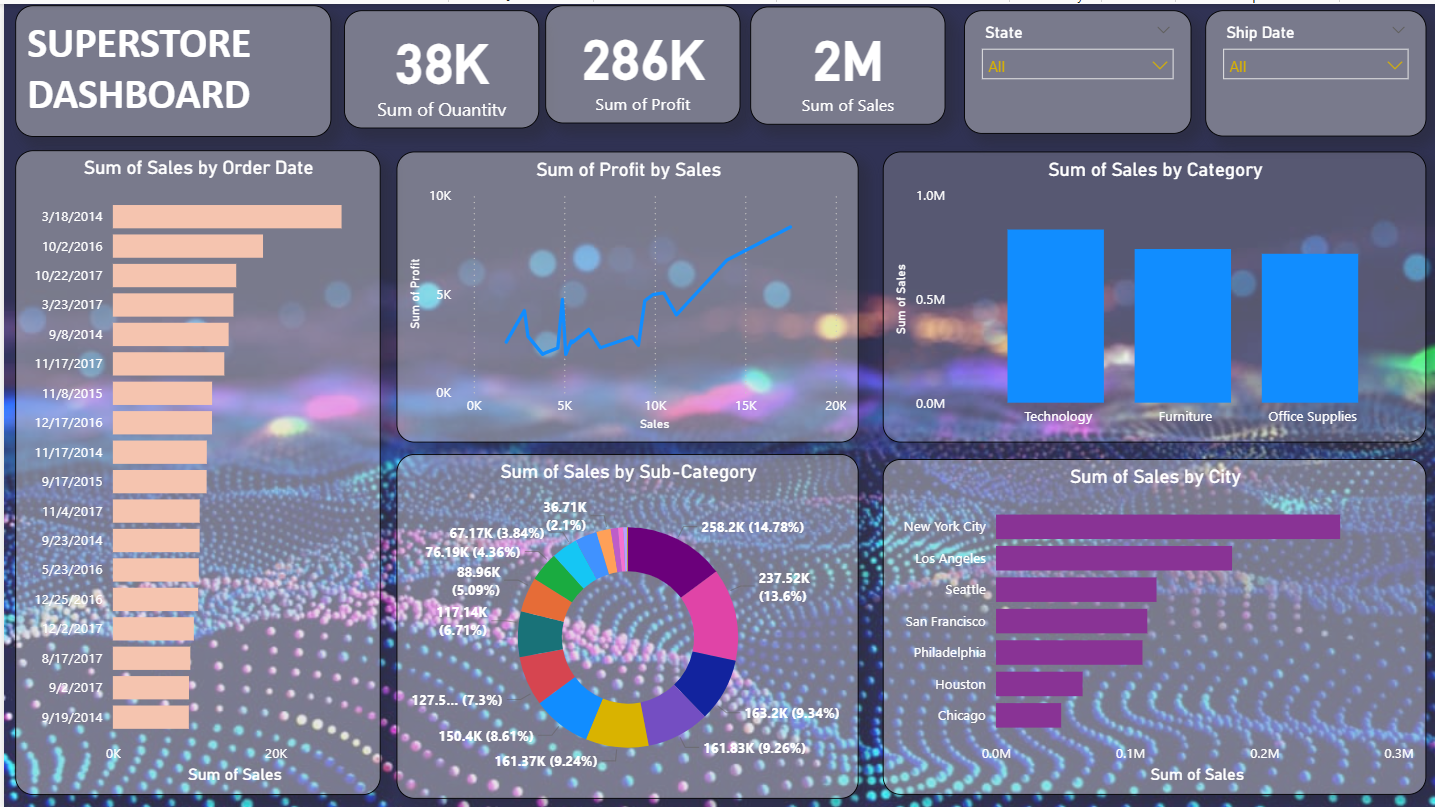 SUPERSTORE
DASHBOARD
38K
Sum of Quantity
286K
Sum of Profit
2M
Sum of Sales
State
All
Ship Date
All
Sum of Sales by Order Date
3/18/2014
10/2/2016
10/22/2017
3/23/2017
9/8/2014
11/17/2017
11/8/2015
12/17/2016
11/17/2014
9/17/2015
11/4/2017
9/23/2014
5/23/2016
12/25/2016
12/2/2017
8/17/2017
9/2/2017
9/19/2014
0K
20K
Sum of Sales
Sum of Profit by Sales
Sum of Profit
10K
5K
0K
0K
5K
10K
15K
20K
Sales
Sum of Sales by Category
Sum of Sales
1.0M
0.5M
0.0M
Technology
Furniture
Office Supplies
Sum of Sales by Sub-Category
258.2K (14.78%)
237.52K
(13.6%)
163.2K (9.34%)
161.83K (9.26%)
161.37K (9.24%)
150.4K (8.61%)
127.5... (7.3%)
117.14K
(6.71%)
88.96K
(5.09%)
76.19K (4.36%)
67.17K (3.84%)
36.71K
(2.1%)
Sum of Sales by City
New York City
Los Angeles
Seattle
San Francisco
Philadelphia
Houston
Chicago
0.0M
0.1M
0.2M
0.3M
Sum of Sales